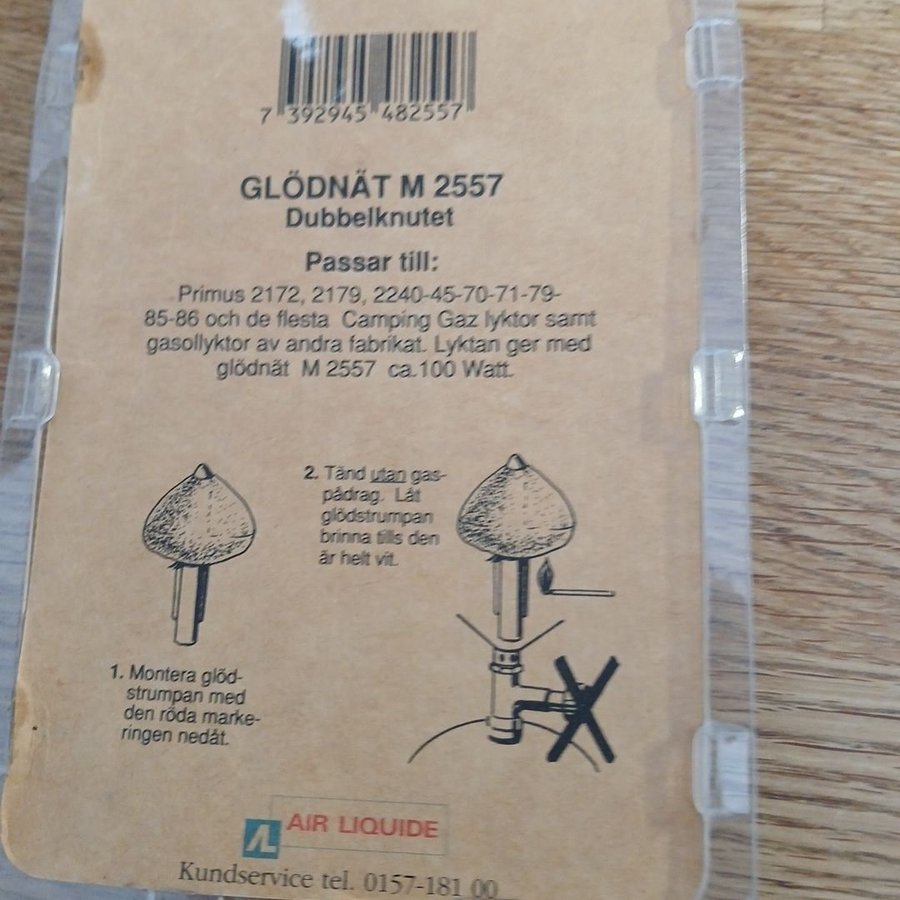 7 392945 482557
GLÖDNÄT M 2557
Dubbelknutet
Passar till:
Primus 2172, 2179, 2240-45-70-71-79-
85-86 och de flesta Camping Gaz lyktor samt
gasollyktor av andra fabrikat. Lyktan ger med
glödnät M 2557 ca.100 Watt.
2. Tänd utan gas-
pådrag. Låt
glödstrumpan
brinna tills den
är helt vit.
1. Montera glöd-
strumpan med
den röda marke-
ringen nedåt.
AL AIR LIQUIDE
Kundservice tel. 0157-181 00